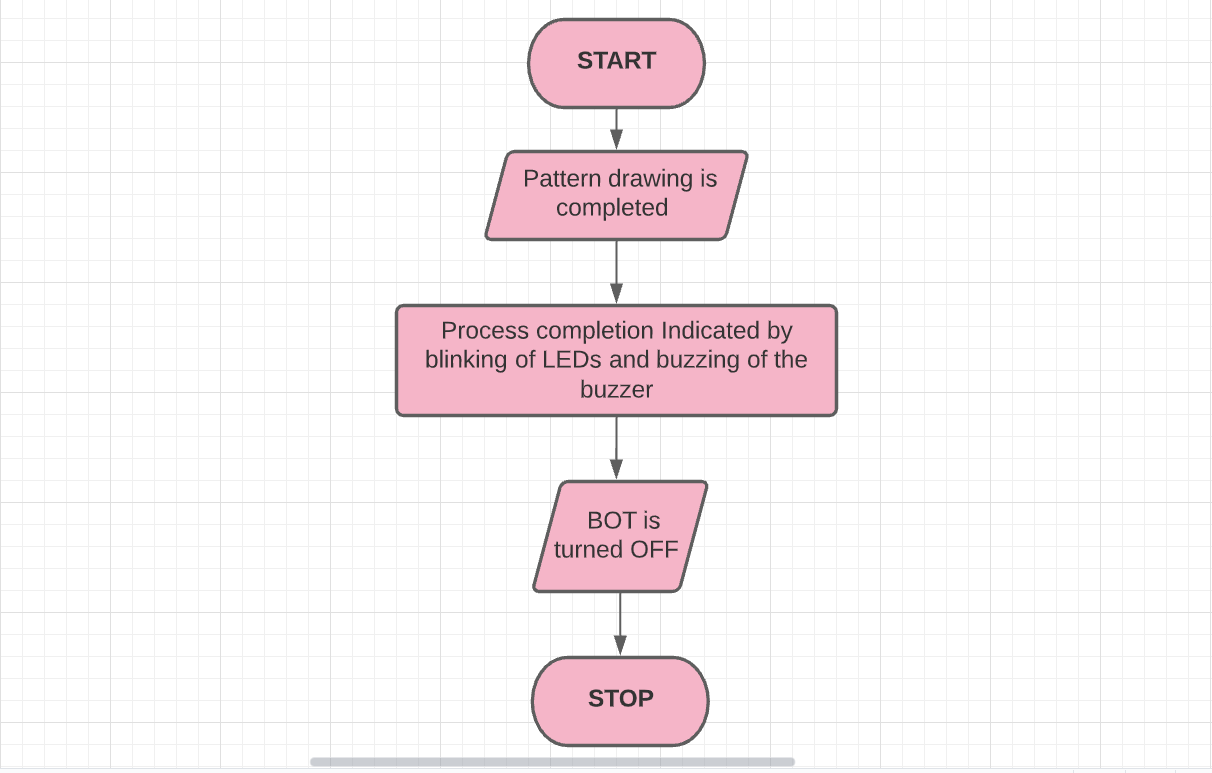 START
Pattern drawing is
completed
Process completion Indicated by
blinking of LEDs and buzzing of the
buzzer
BOT is
turned OFF
STOP